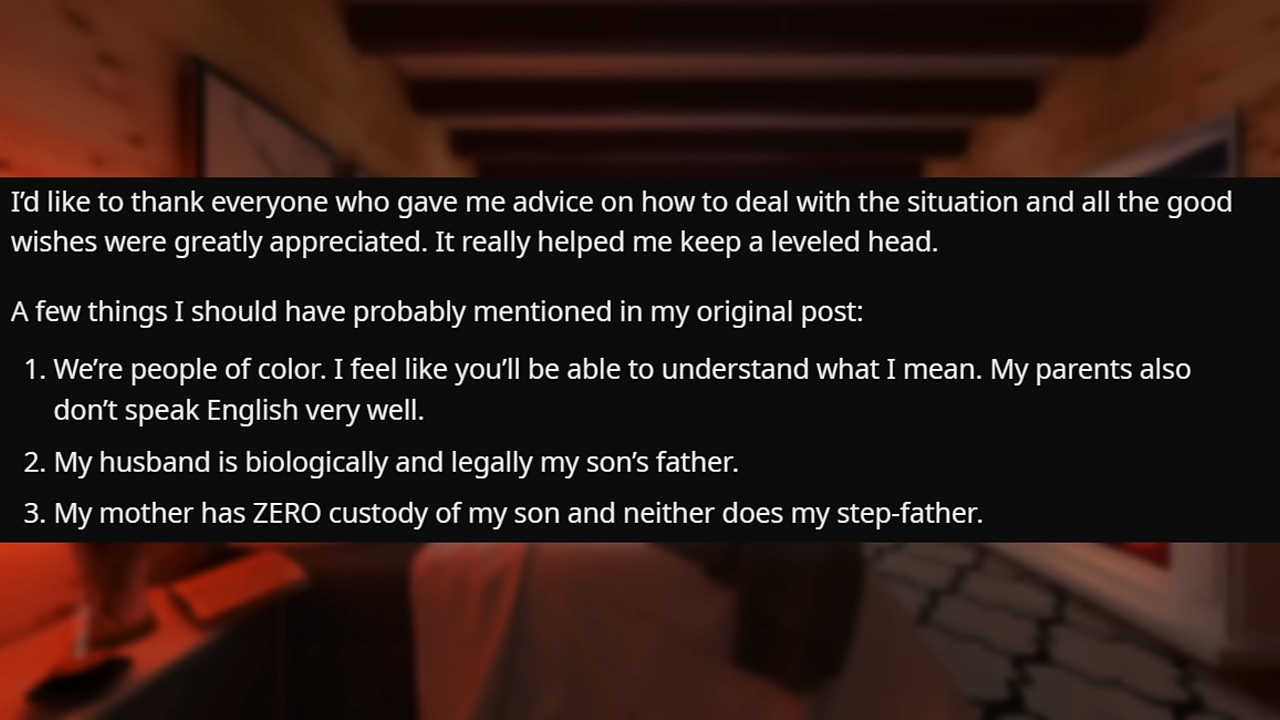 I’d like to thank everyone who gave me advice on how to deal with the situation and all the good
wishes were greatly appreciated. It really helped me keep a leveled head.
A few things I should have probably mentioned in my original post:
1. We’re people of color. I feel like you’ll be able to understand what I mean. My parents also
don’t speak English very well.
2. My husband is biologically and legally my son’s father.
3. My mother has ZERO custody of my son and neither does my step-father.